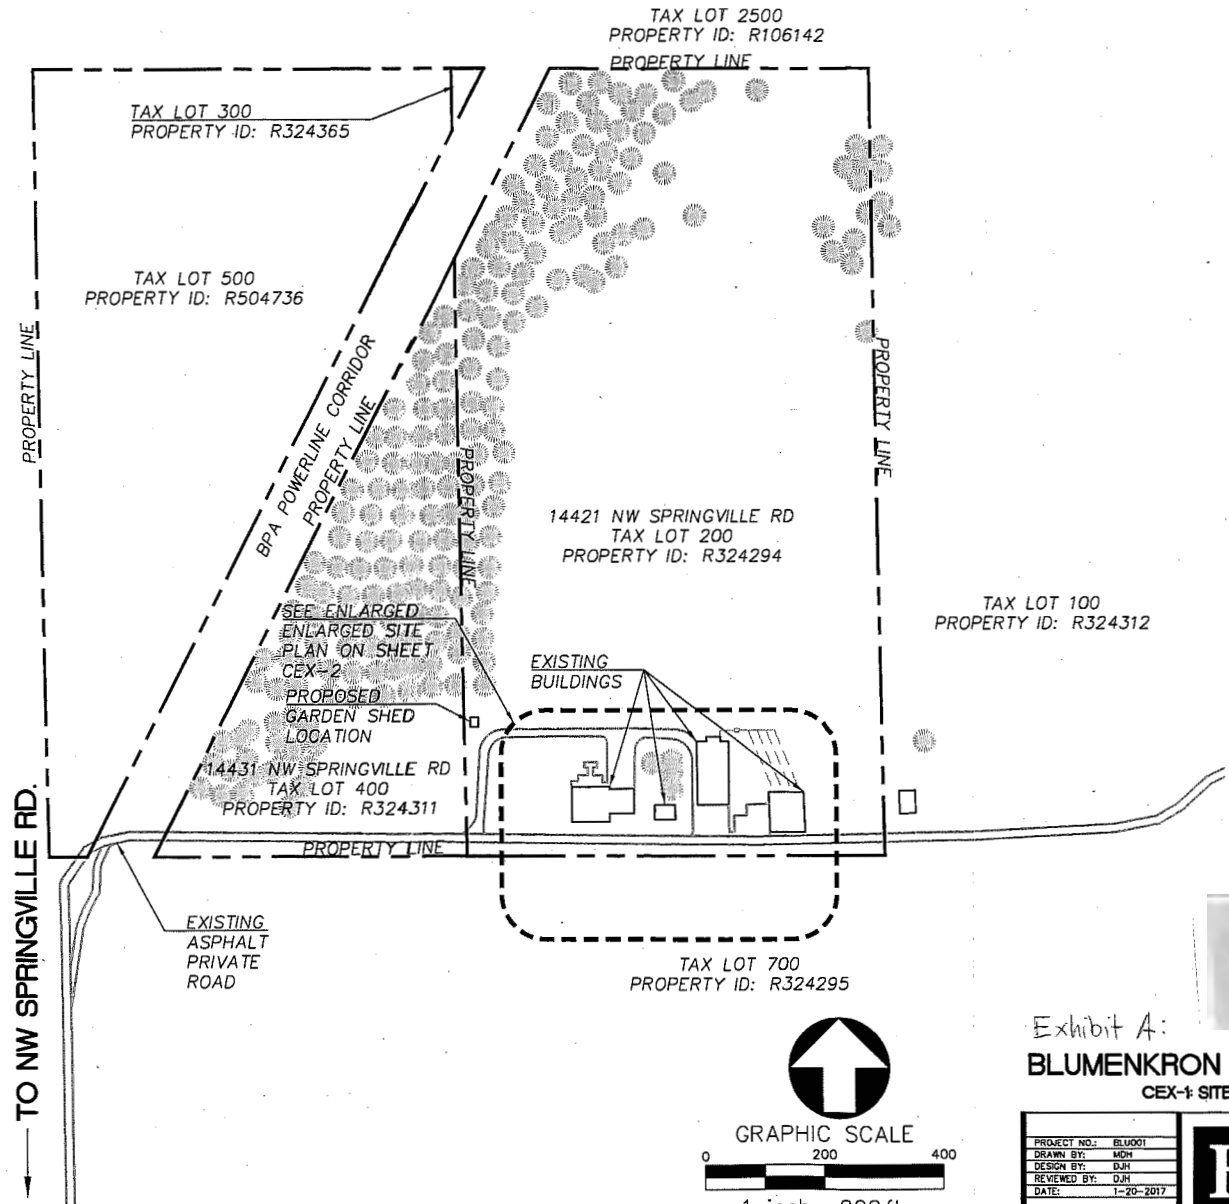 TAX LOT 2500
PROPERTY ID: R106142
PROPERTY LINE
TAX LOT 300
PROPERTY ID: R324365
TAX LOT 500
PROPERTY ID: R504736
PROPERTY LINE
BPA POWERLINE CORRIDOR
PROPERTY LINE
PROPERTY LINE
PROPERTY LINE
14421 NW SPRINGVILLE RD
TAX LOT 200
PROPERTY ID: R324294
TAX LOT 100
PROPERTY ID: R324312
SEE ENLARGED
ENLARGED SITE
PLAN ON SHEET
CEX-2
EXISTING
BUILDINGS
PROPOSED
GARDEN SHED
LOCATION
14431 NW SPRINGVILLE RD
TAX LOT 400
PROPERTY ID: R324311
PROPERTY LINE
TO NW SPRINGVILLE RD.
EXISTING
ASPHALT
PRIVATE
ROAD
TAX LOT 700
PROPERTY ID: R324295
Exhibit A:
BLUMENKRON
CEX-1: SITE
GRAPHIC SCALE
0 200 400
PROJECT NO.: BLU001
DRAWN BY: MDH
DESIGN BY: DJH
REVIEWED BY: DJH
DATE: 1-20-2017